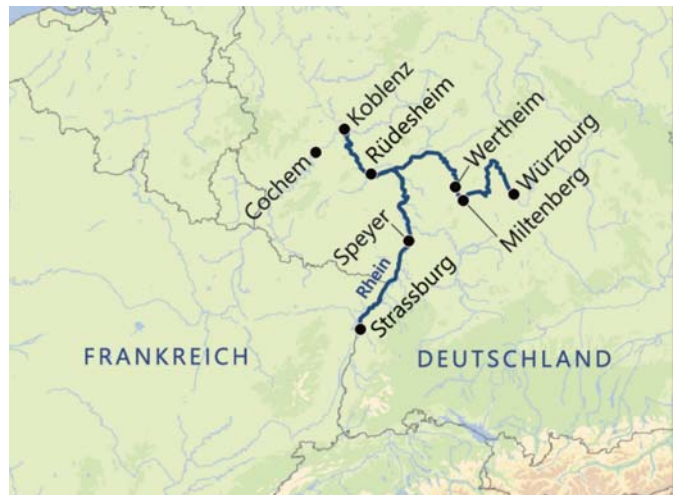 Koblenz
Rüdesheim
Cochem
Wertheim
Würzburg
Miltenberg
Speyer
Rhein
Strassburg
FRANKREICH
DEUTSCHLAND